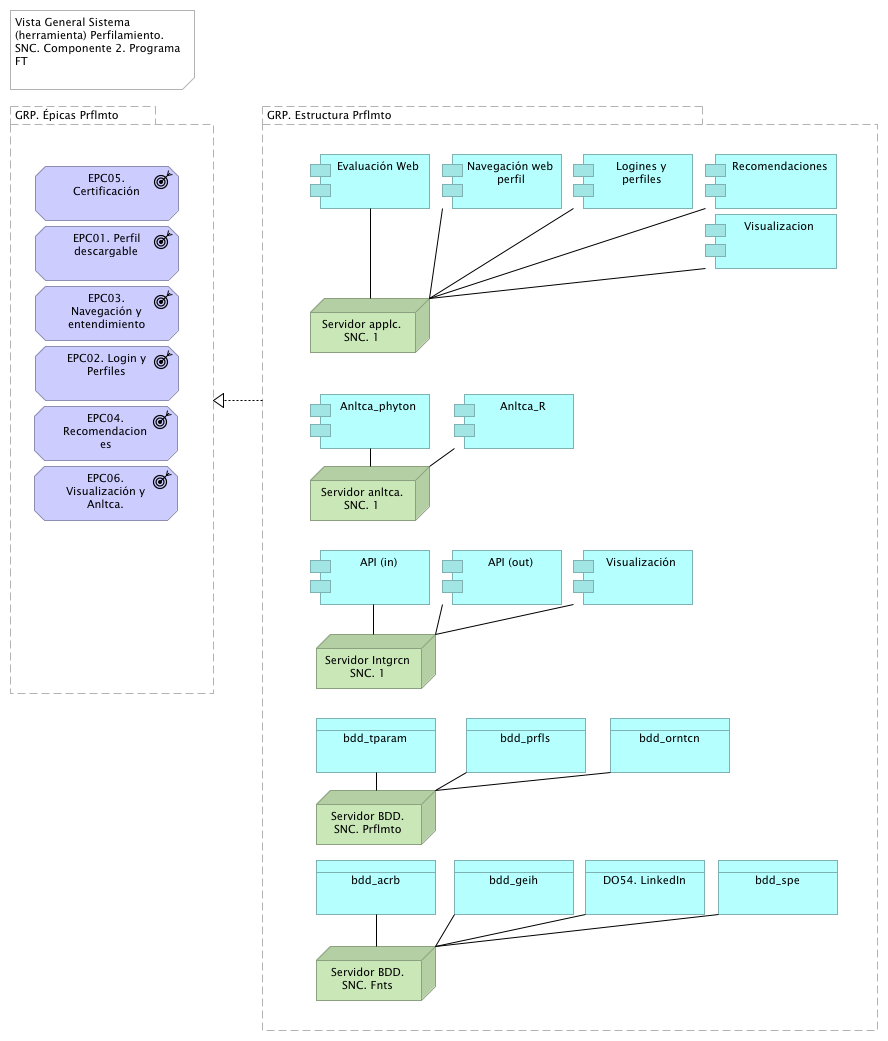 Vista General Sistema
(herramienta) Perfilamiento.
SNC. Componente 2. Programa
FT
GRP. Épicas Prflmto
EPC05.
Certificación
EPC01. Perfil
descargable
EPC03.
Navegación y
entendimiento
EPC02. Login y
Perfiles
EPC04.
Recomendacion
es
EPC06.
Visualización y
Anltca.
GRP. Estructura Prflmto
Evaluación Web
Navegación web
perfil
Logines y
perfiles
Recomendaciones
Visualizacion
Servidor applc.
SNC. 1
Anltca_phyton
Anltca_R
Servidor anltca.
SNC. 1
API (in)
API (out)
Visualización
Servidor Intgrcn
SNC. 1
bdd_tparam
bdd_prfls
bdd_orntcn
Servidor BDD.
SNC. Prflmto
bdd_acrb
bdd_geih
DO54. LinkedIn
bdd_spe
Servidor BDD.
SNC. Fnts